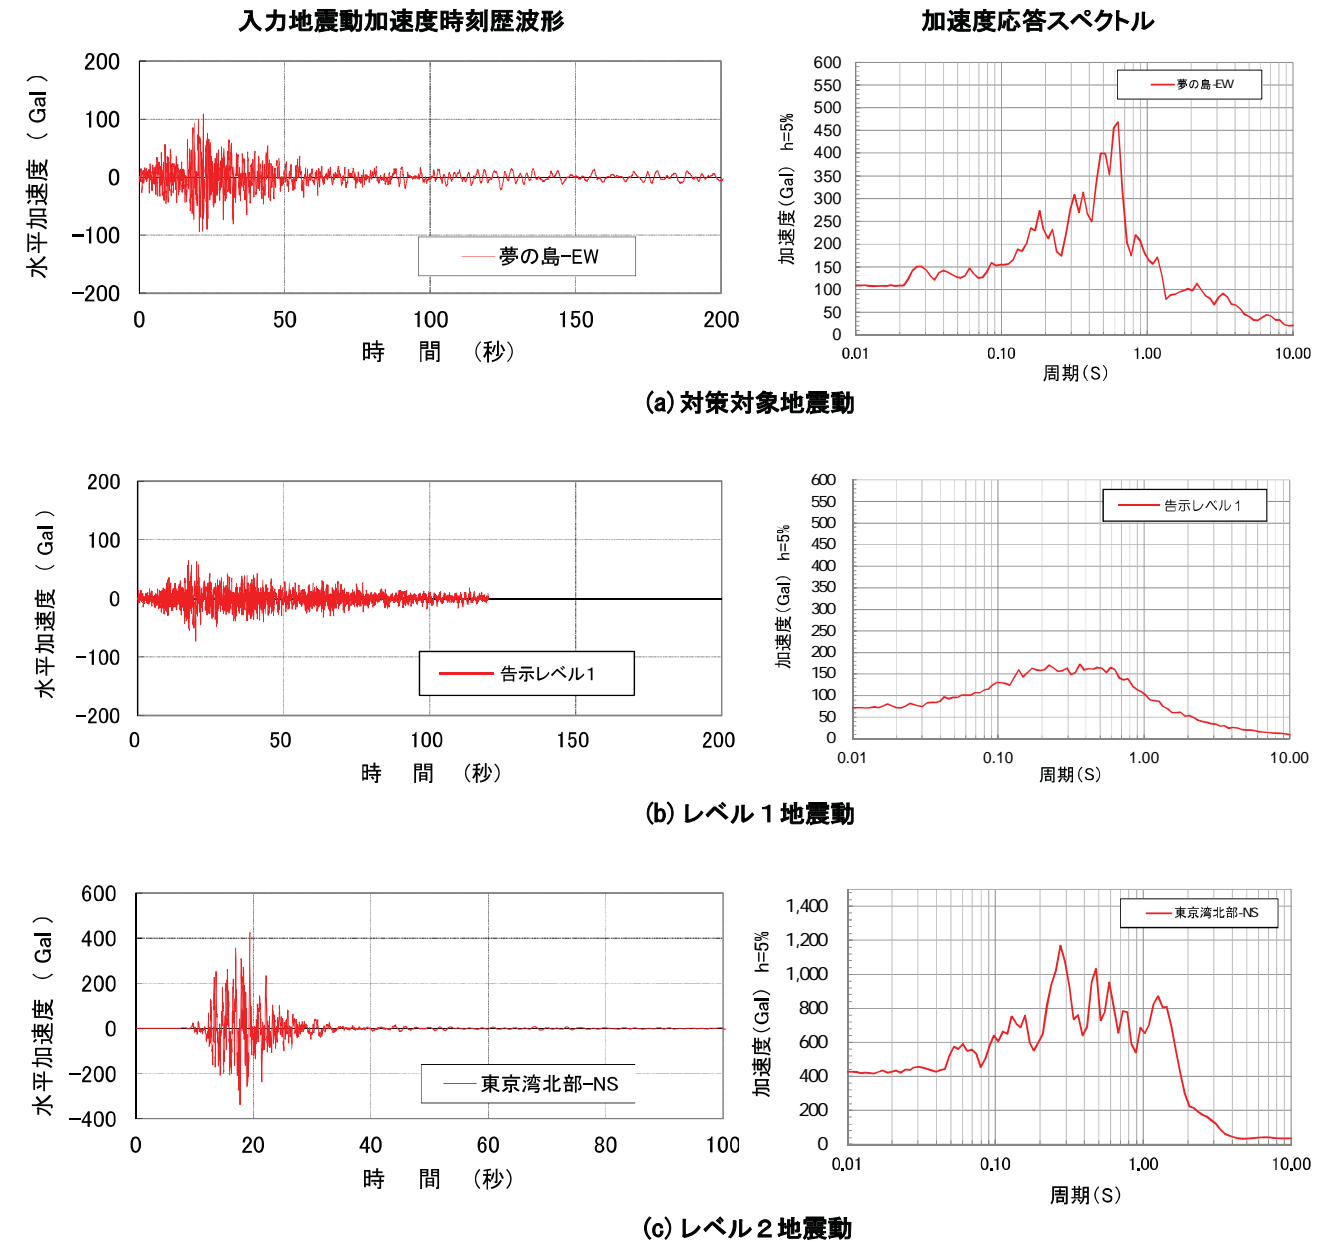 入力地震動加速度時刻歴波形
加速度応答スペクトル
水平加速度 (Gal)
200
100
0
-100
-200
夢の島-EW
0 50 100 150 200
時 間 (秒)
加速度(Gal) h=5%
600
550
500
450
400
350
300
250
200
150
100
50
0
夢の島-EW
0.01 0.10 1.00 10.00
周期(S)
(a)対策対象地震動
水平加速度 (Gal)
200
100
0
-100
-200
告示レベル1
0 50 100 150 200
時 間 (秒)
加速度(Gal) h=5%
600
550
500
450
400
350
300
250
200
150
100
50
0
告示レベル1
0.01 0.10 1.00 10.00
周期(S)
(b)レベル1地震動
水平加速度 (Gal)
600
400
200
0
-200
-400
東京湾北部-NS
0 20 40 60 80 100
時 間 (秒)
加速度(Gal) h=5%
1,400
1,200
1,000
800
600
400
200
0
東京湾北部-NS
0.01 0.10 1.00 10.00
周期(S)
(c)レベル2地震動